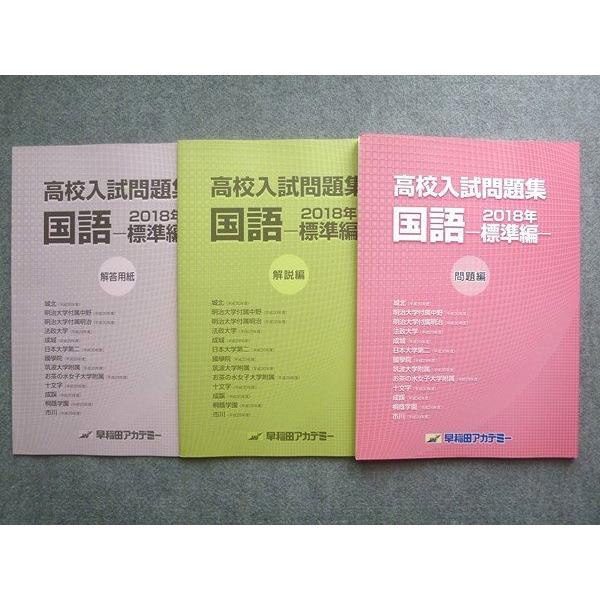 高校入試問題集
国語
2018年
標準編
解答用紙
城北
明治大学付属中野
明治大学付属明治
法政大学
成城
日本大学第二
國學院
筑波大学附属
お茶の水女子大学附属
十文字
成蹊
桐蔭学園
市川
早稲田アカデミー
高校入試問題集
国語
2018年
標準編
解説編
城北
明治大学付属中野
明治大学付属明治
法政大学
成城
日本大学第二
國學院
筑波大学附属
お茶の水女子大学附属
十文字
成蹊
桐蔭学園
市川
早稲田アカデミー
高校入試問題集
国語
2018年
―標準編―
問題編
城北
明治大学付属中野
明治大学付属明治
法政大学
成城
日本大学第二
國學院
筑波大学附属
お茶の水女子大学附属
十文字
成蹊
桐蔭学園
市川
早稲田アカデミー